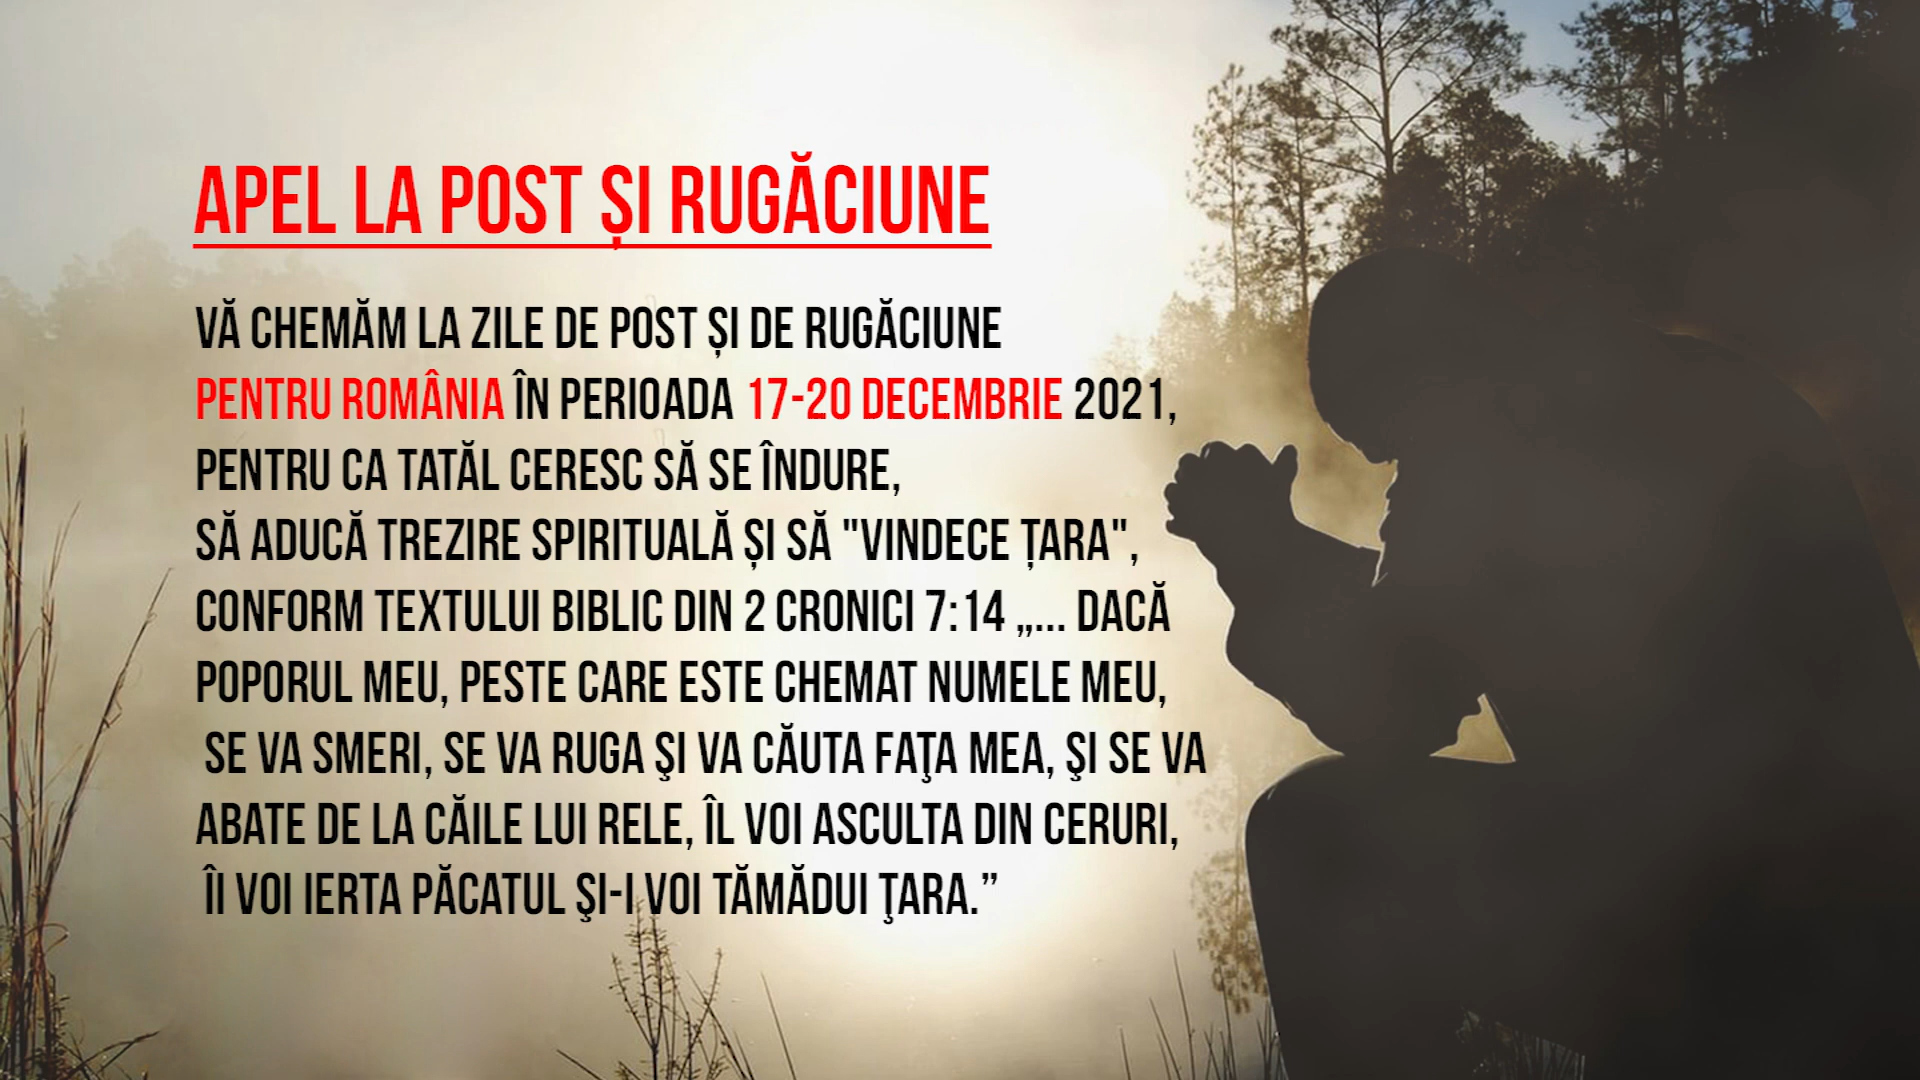 APEL LA POST ȘI RUGĂCIUNE
VĂ CHEMĂM LA ZILE DE POST ȘI DE RUGĂCIUNE
PENTRU ROMÂNIA ÎN PERIOADA 17-20 DECEMBRIE 2021,
PENTRU CA TATĂL CERESC SĂ SE ÎNDURE,
SĂ ADUCĂ TREZIRE SPIRITUALĂ ȘI SĂ "VINDECE ȚARA",
CONFORM TEXTULUI BIBLIC DIN 2 CRONICI 7:14 „... DACĂ
POPORUL MEU, PESTE CARE ESTE CHEMAT NUMELE MEU,
SE VA SMERI, SE VA RUGA ŞI VA CĂUTA FAŢA MEA, ŞI SE VA
ABATE DE LA CĂILE LUI RELE, ÎL VOI ASCULTA DIN CERURI,
ÎI VOI IERTA PĂCATUL ŞI-I VOI TĂMĂDUI ŢARA.”